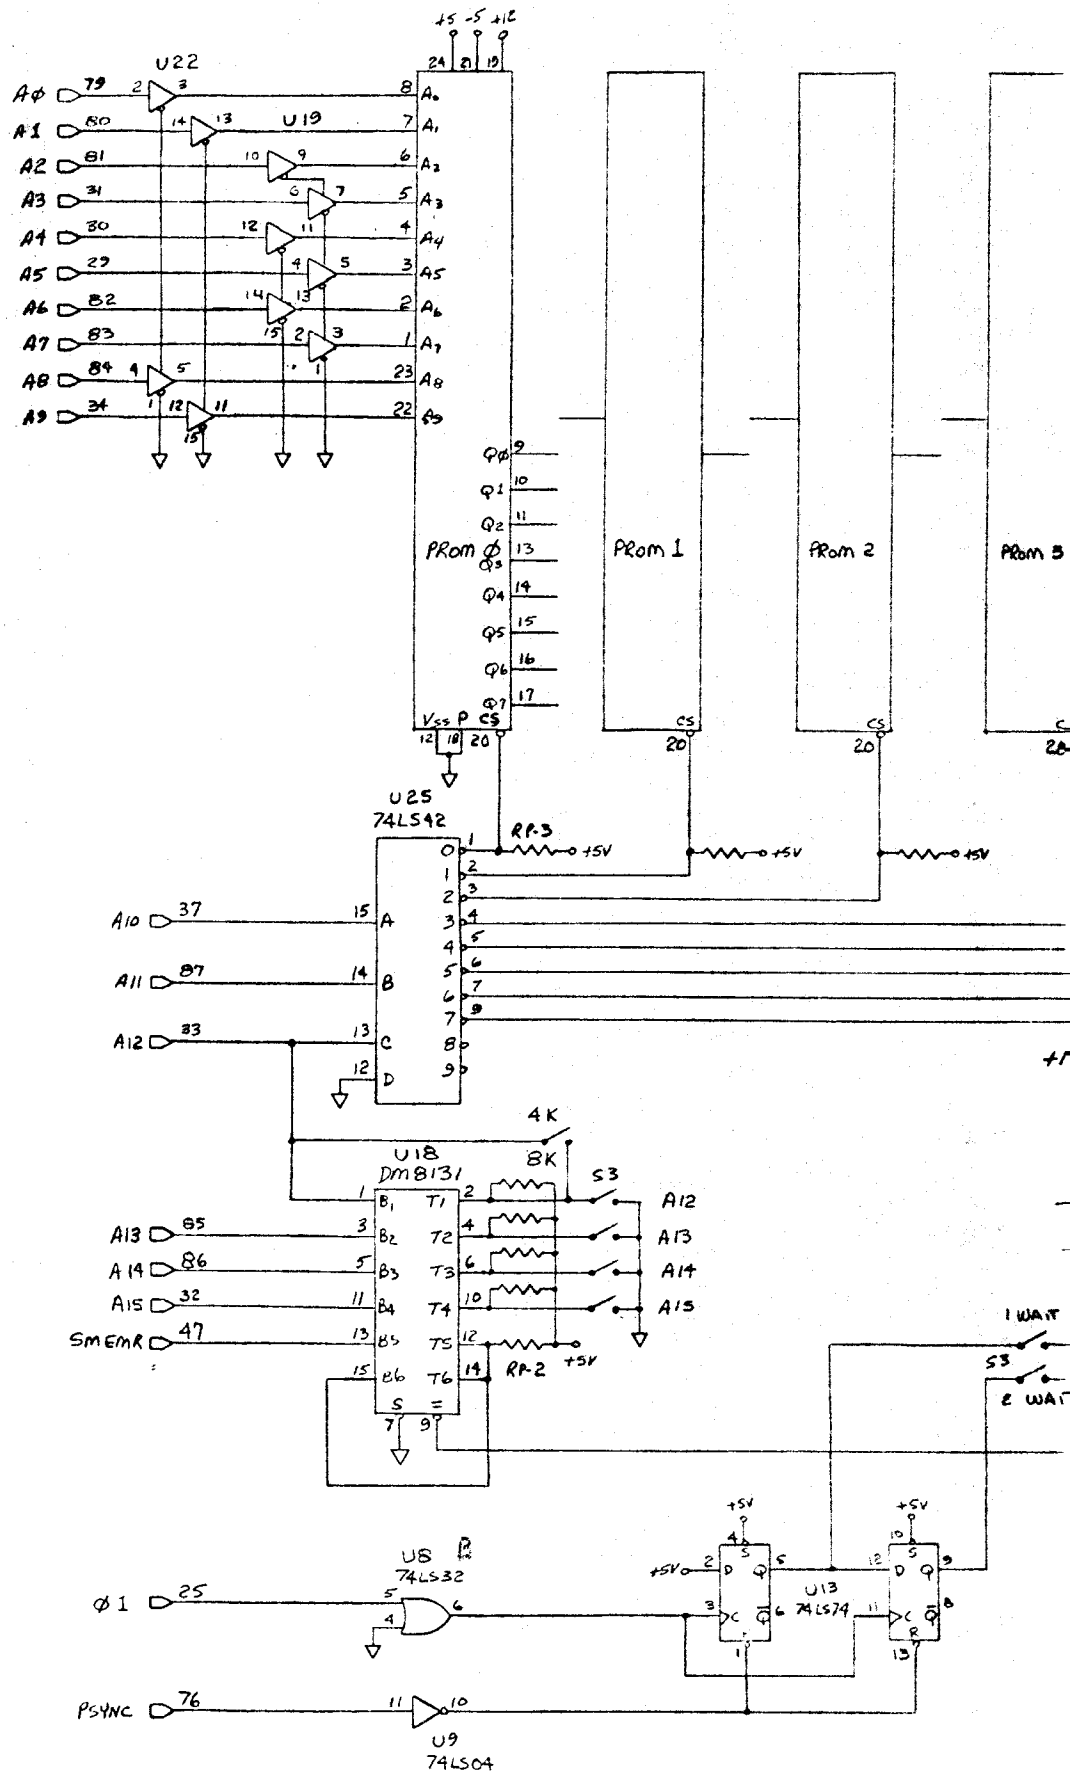 +5 -5 +12
U22
24 21 19
AØ 79 2 3 8 A0
A1 80 14 13 U19 7 A1
A2 81 10 9 6 A2
A3 31 6 7 5 A3
A4 30 12 11 4 A4
A5 29 4 5 3 A5
A6 82 14 13 2 A6
A7 83 15 2 3 1 A7
1
A8 84 4 5 23 A8
A9 34 1 12 11 22 A9
15
QØ 9
Q1 10
Q2 11
PROM Ø Q3 13 PROM 1 PROM 2 PROM 3
Q4 14
Q5 15
Q6 16
Q7 17
VSS P CS CS CS C
12 18 20 20 20
U25
74LS42
0 1 RP-3 +5V +5V +5V
1 2
2 3
A10 37 15 A 3 4
4 5
A11 87 14 B 5 6
6 7
7 9
A12 33 13 C 8
12 D 9
4K
U18 8K
DM8131 S3
1 B1 T1 2 A12
A13 85 3 B2 T2 4 A13
A14 86 5 B3 T3 6 A14
A15 32 11 B4 T4 10 A15
1 WAIT
SMEMR 47 13 B5 T5 12 +5V
15 B6 T6 14 RP-2 S3
2 WAIT
S =
7 9
+5V +5V
4 S 10 S
U8 B
74LS32
+5V 2 D Q 5 12 D Q 9
U13
74LS74
Ø1 25 5 6 3 C Q̅ 6 11 C Q̅ 8
4
1 13 R
PSYNC 76 11 10
U9
74LS04